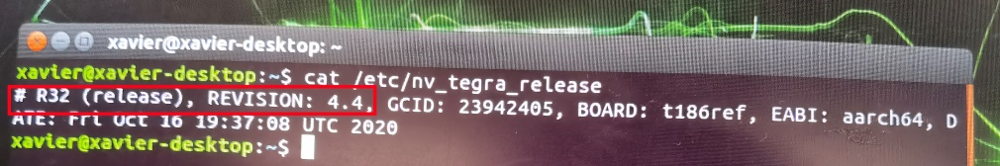 xavier@xavier-desktop: ~
xavier@xavier-desktop:~$ cat /etc/nv_tegra_release
# R32 (release), REVISION: 4.4, GCID: 23942405, BOARD: t186ref, EABI: aarch64, D
ATE: Fri Oct 16 19:37:08 UTC 2020
xavier@xavier-desktop:~$